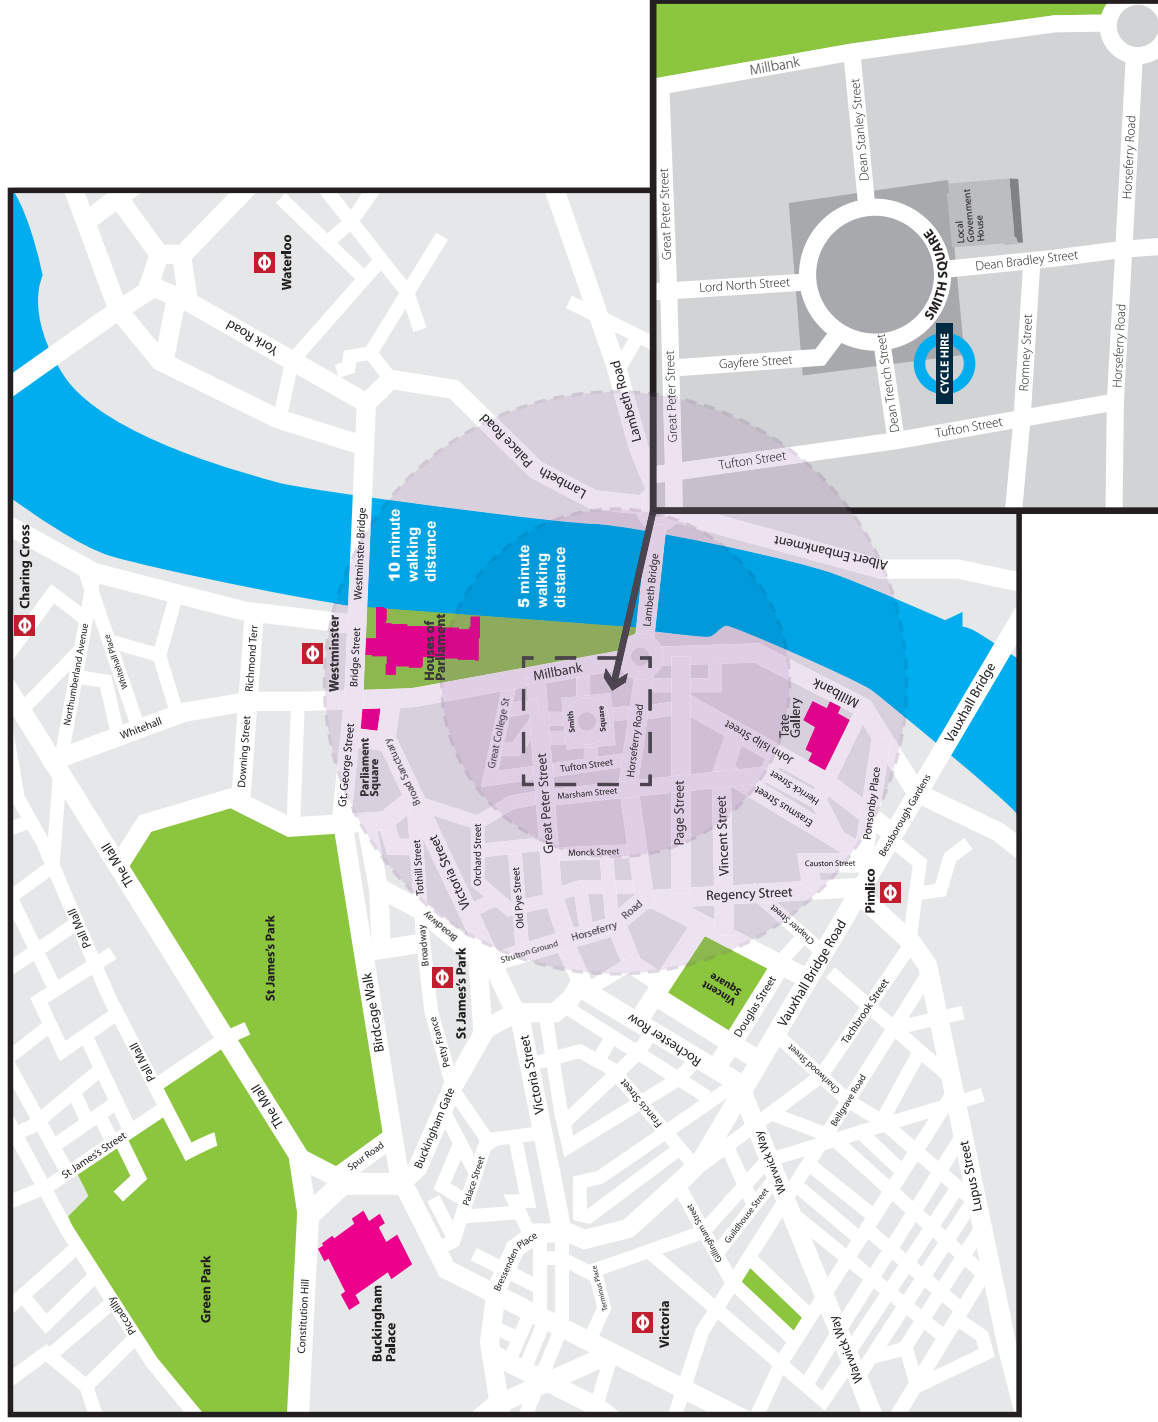 Millbank
Dean Stanley Street
Horseferry Road
Great Peter Street
Local
Government
House
SMITH SQUARE
Dean Bradley Street
Lord North Street
Gayfere Street
Dean Trench Street
CYCLE HIRE
Romney Street
Horseferry Road
Great Peter Street
Tufton Street
Tufton Street
Waterloo
York Road
Lambeth Road
Lambeth Palace Road
Charing Cross
Westminster Bridge
10 minute
walking
distance
5 minute
walking
distance
Albert Embankment
Lambeth Bridge
Northumberland Avenue
Whitehall Place
Richmond Terr
Westminster
Bridge Street
Houses of
Parliament
Millbank
Millbank
Vauxhall Bridge
Whitehall
Downing Street
Gt. George Street
Parliament
Square
Broad Sanctuary
Great College St
Smith
Square
Horseferry Road
Tufton Street
Marsham Street
Great Peter Street
John Islip Street
Tate
Gallery
Herrick Street
Erasmus Street
Ponsonby Place
Bessborough Gardens
Page Street
Vincent Street
Monck Street
Causton Street
Pimlico
Regency Street
Chapter Street
The Mall
Pall Mall
St James's Park
Tothill Street
Victoria Street
Orchard Street
Old Pye Street
Broadway
Broadway
Strutton Ground
Horseferry
Road
St James's Park
Birdcage Walk
Vincent
Square
Douglas Street
Vauxhall Bridge Road
Tachbrook Street
Pall Mall
The Mall
Petty France
Victoria Street
Rochester Row
Charlwood Street
Bellgrave Road
Francis Street
St James's Street
Spur Road
Buckingham Gate
Palace Street
Warwick Way
Lupus Street
Guildhouse Street
Gillingham Street
Green Park
Piccadilly
Constitution Hill
Buckingham
Palace
Bressenden Place
Terminus Place
Victoria
Warwick Way